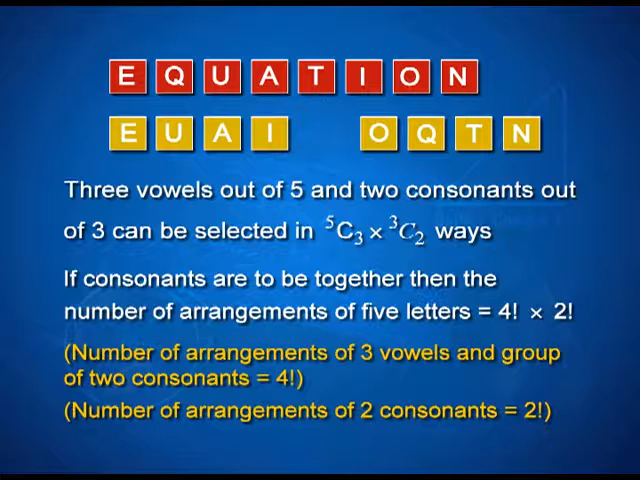 E Q U A T I O N
E U A I O Q T N
Three vowels out of 5 and two consonants out
of 3 can be selected in ⁵C₃ × ³C₂ ways
If consonants are to be together then the
number of arrangements of five letters = 4! × 2!
(Number of arrangements of 3 vowels and group
of two consonants = 4!)
(Number of arrangements of 2 consonants = 2!)